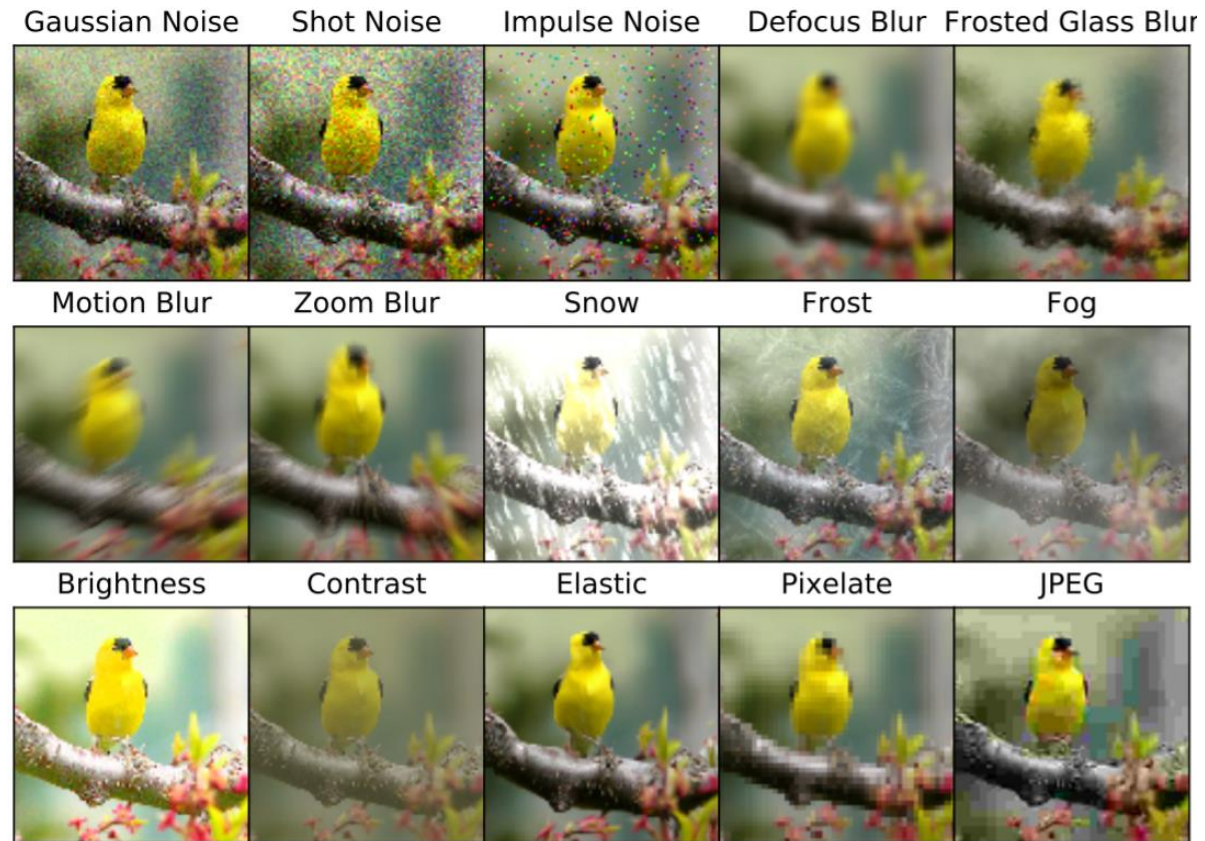 Gaussian Noise Shot Noise Impulse Noise Defocus Blur Frosted Glass Blur
Motion Blur Zoom Blur Snow Frost Fog
Brightness Contrast Elastic Pixelate JPEG